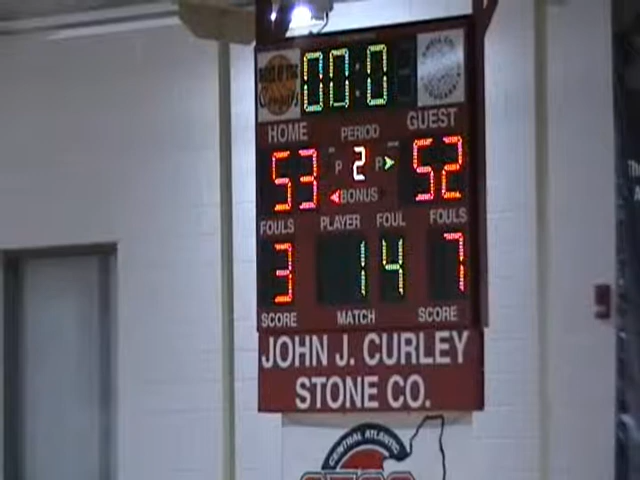 00:0
HOME PERIOD GUEST
53 P 2 P 52
BONUS
FOULS PLAYER FOUL FOULS
3 14 7
SCORE MATCH SCORE
JOHN J. CURLEY
STONE CO.
CENTRAL ATLANTIC